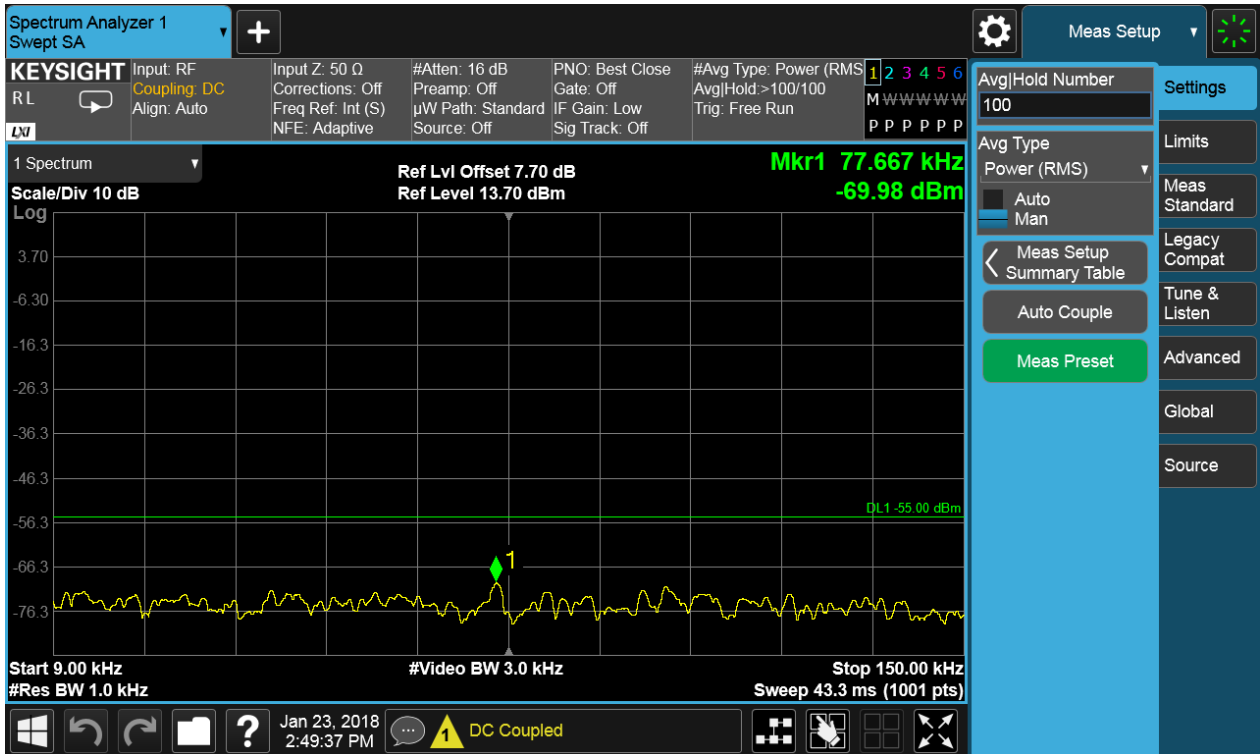 Spectrum Analyzer 1
Swept SA
+
Meas Setup
KEYSIGHT
R L
LXI
Input: RF
Coupling: DC
Align: Auto
Input Z: 50 Ω
Corrections: Off
Freq Ref: Int (S)
NFE: Adaptive
#Atten: 16 dB
Preamp: Off
µW Path: Standard
Source: Off
PNO: Best Close
Gate: Off
IF Gain: Low
Sig Track: Off
#Avg Type: Power (RMS
Avg|Hold:>100/100
Trig: Free Run
1 2 3 4 5 6
M W W W W W
P P P P P P
1 Spectrum
Scale/Div 10 dB
Ref Lvl Offset 7.70 dB
Ref Level 13.70 dBm
Mkr1 77.667 kHz
-69.98 dBm
Log
3.70
-6.30
-16.3
-26.3
-36.3
-46.3
DL1 -55.00 dBm
-56.3
1
-66.3
-76.3
Start 9.00 kHz
#Video BW 3.0 kHz
Stop 150.00 kHz
#Res BW 1.0 kHz
Sweep 43.3 ms (1001 pts)
Avg|Hold Number
100
Avg Type
Power (RMS)
Auto
Man
Meas Setup
Summary Table
Auto Couple
Meas Preset
Settings
Limits
Meas
Standard
Legacy
Compat
Tune &
Listen
Advanced
Global
Source
?
Jan 23, 2018
2:49:37 PM
1
DC Coupled